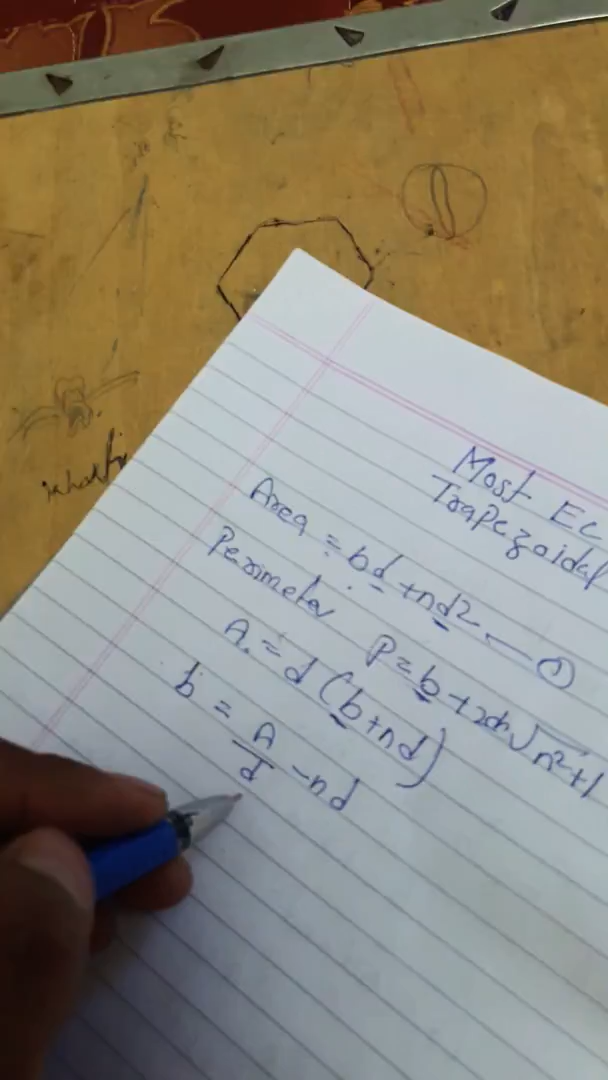 Most Ec
Trapezoidal
Area = bd + nd² — ①
Perimeter P = b + 2d√n²+1
A = d (b + nd)
b = A/d - nd